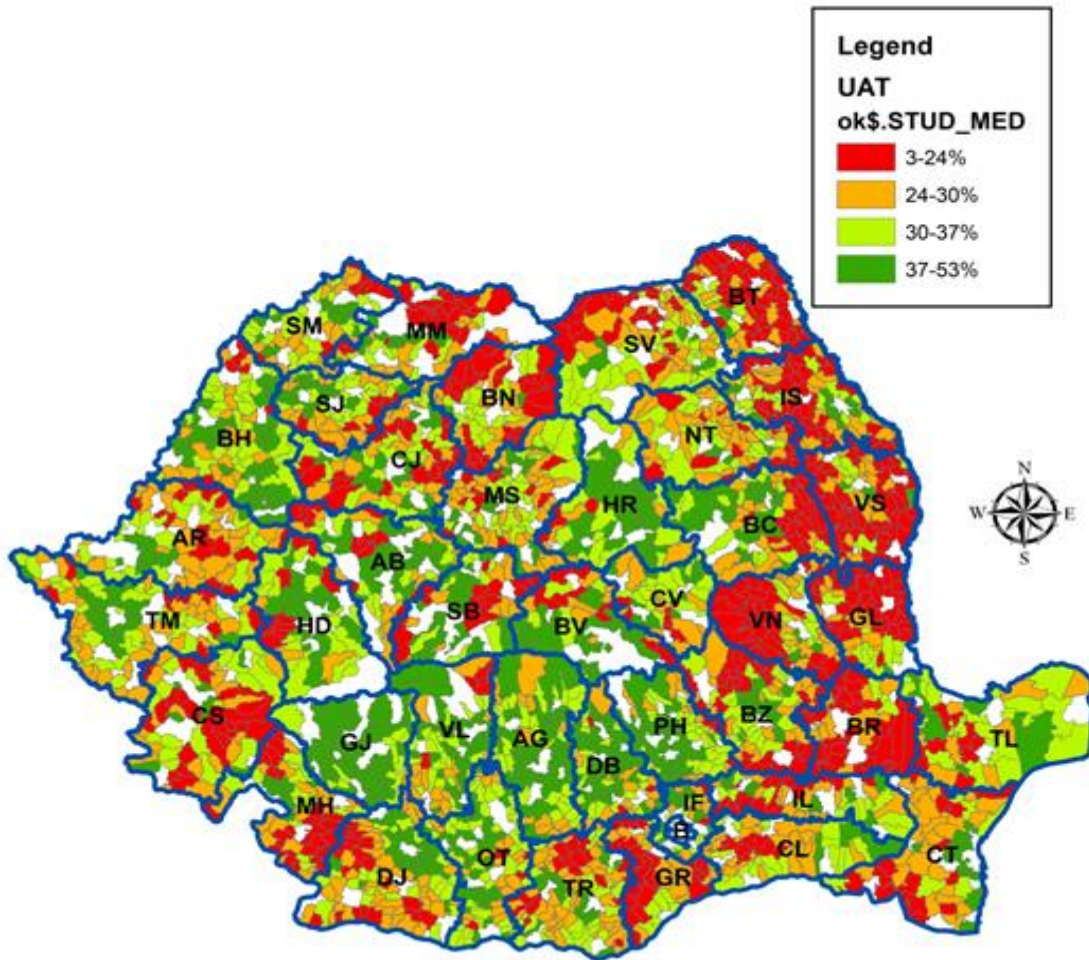 Legend
UAT
ok$.STUD_MED
3-24%
24-30%
30-37%
37-53%
BT
SM
MM
SV
BN
IS
SJ
BH
NT
CJ
MS
HR
VS
BC
AR
AB
N
W
E
S
CV
SB
TM
HD
BV
VN
GL
CS
BZ
BR
PH
VL
AG
GJ
DB
TL
IF
IL
MH
B
CL
CT
OT
DJ
TR
GR